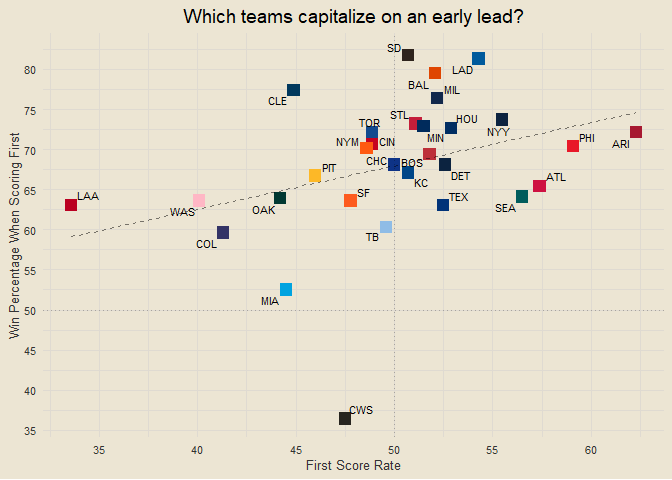 Which teams capitalize on an early lead?
Win Percentage When Scoring First
80
75
70
65
60
55
50
45
40
35
SD
LAD
BAL
MIL
CLE
STL
HOU
NYY
TOR
MIN
NYM
CIN
PHI
ARI
CHC
BOS
DET
KC
PIT
ATL
LAA
WAS
OAK
SF
TEX
SEA
COL
TB
MIA
CWS
35
40
45
50
55
60
First Score Rate